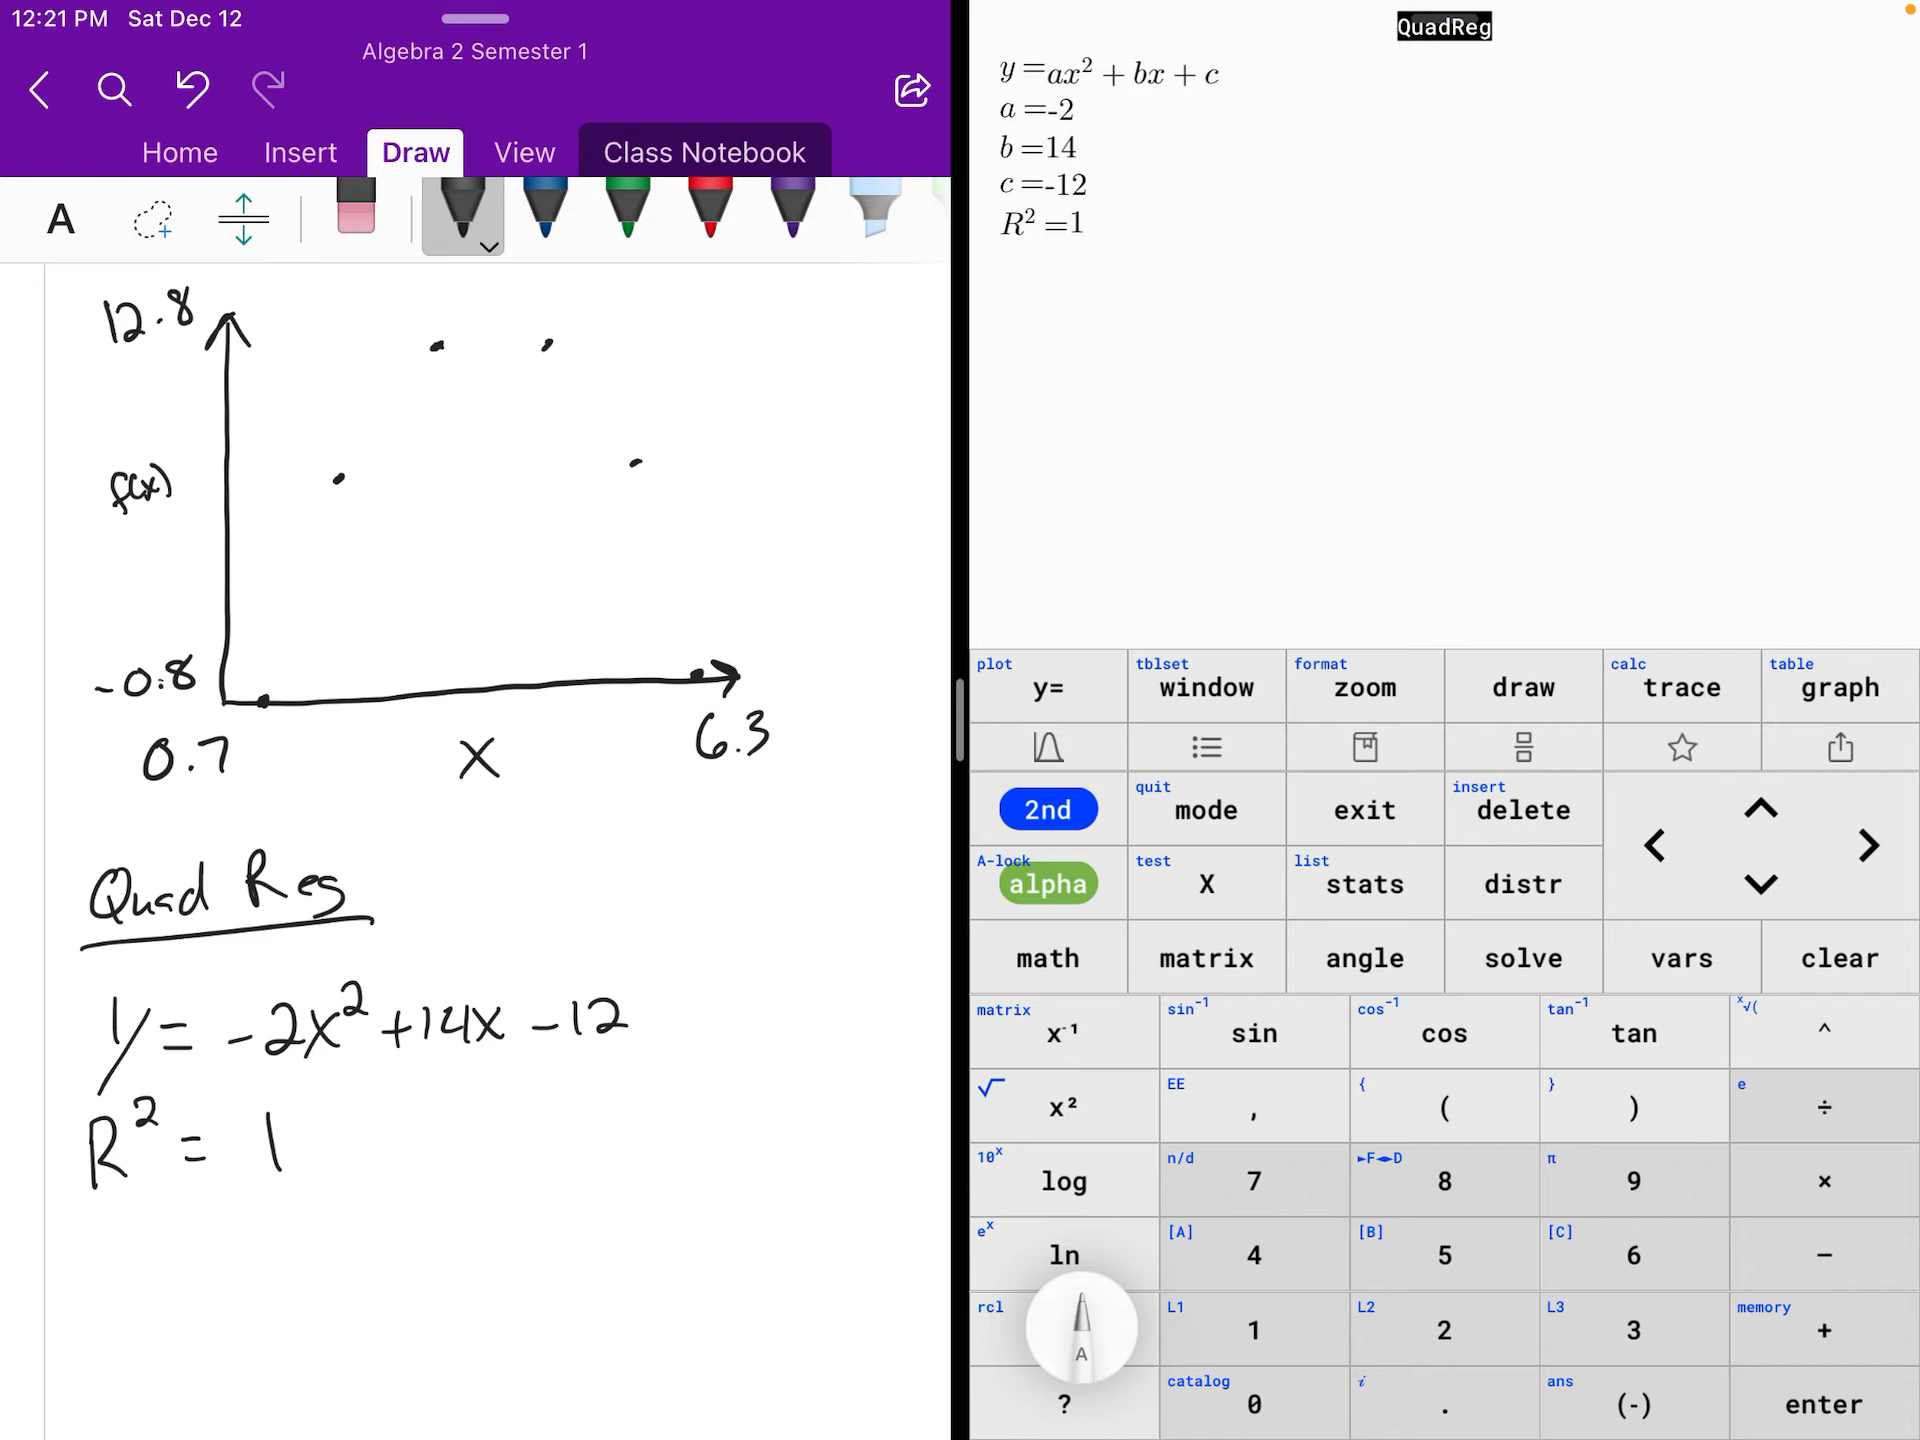 12:21 PM Sat Dec 12
Algebra 2 Semester 1
Home Insert Draw View Class Notebook
A
12.8
f(x)
-0.8
0.7 X 6.3
Quad Reg
y = -2x² + 14x - 12
R² = 1
QuadReg
y = ax² + bx + c
a =-2
b =14
c =-12
R² =1
plot tblset format calc table
y= window zoom draw trace graph
quit insert
2nd mode exit delete
A-lock test list
alpha X stats distr
math matrix angle solve vars clear
matrix sin⁻¹ cos⁻¹ tan⁻¹ ˣ√(
x⁻¹ sin cos tan ^
√ EE { } e
x² , ( ) ÷
10ˣ n/d ►F◄►D π
log 7 8 9 ×
eˣ [A] [B] [C]
ln 4 5 6 −
rcl L1 L2 L3 memory
A 1 2 3 +
catalog i ans
? 0 . (-) enter